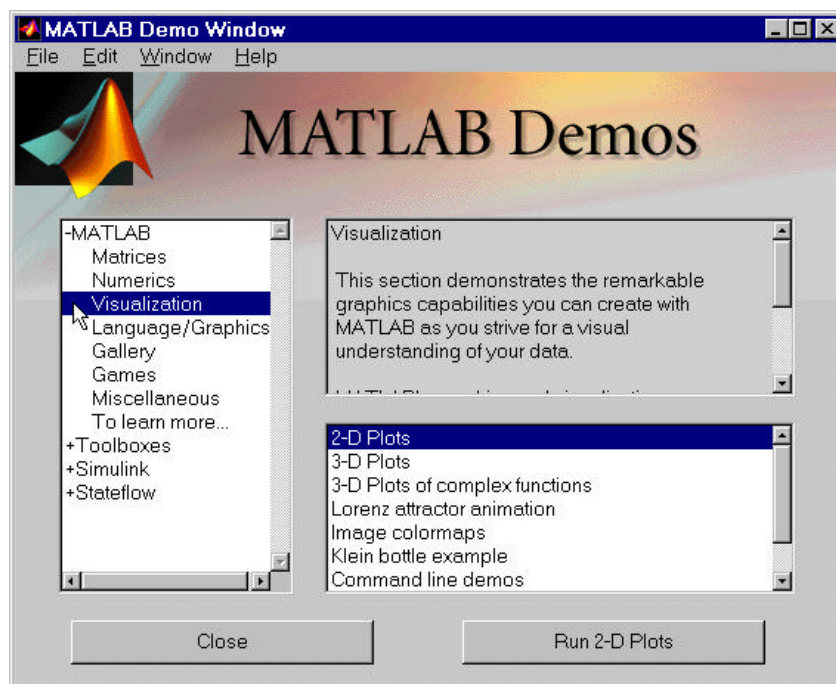 MATLAB Demo Window
File Edit Window Help
MATLAB Demos
-MATLAB
Matrices
Numerics
Visualization
Language/Graphics
Gallery
Games
Miscellaneous
To learn more...
+Toolboxes
+Simulink
+Stateflow
Visualization
This section demonstrates the remarkable
graphics capabilities you can create with
MATLAB as you strive for a visual
understanding of your data.
2-D Plots
3-D Plots
3-D Plots of complex functions
Lorenz attractor animation
Image colormaps
Klein bottle example
Command line demos
Close
Run 2-D Plots